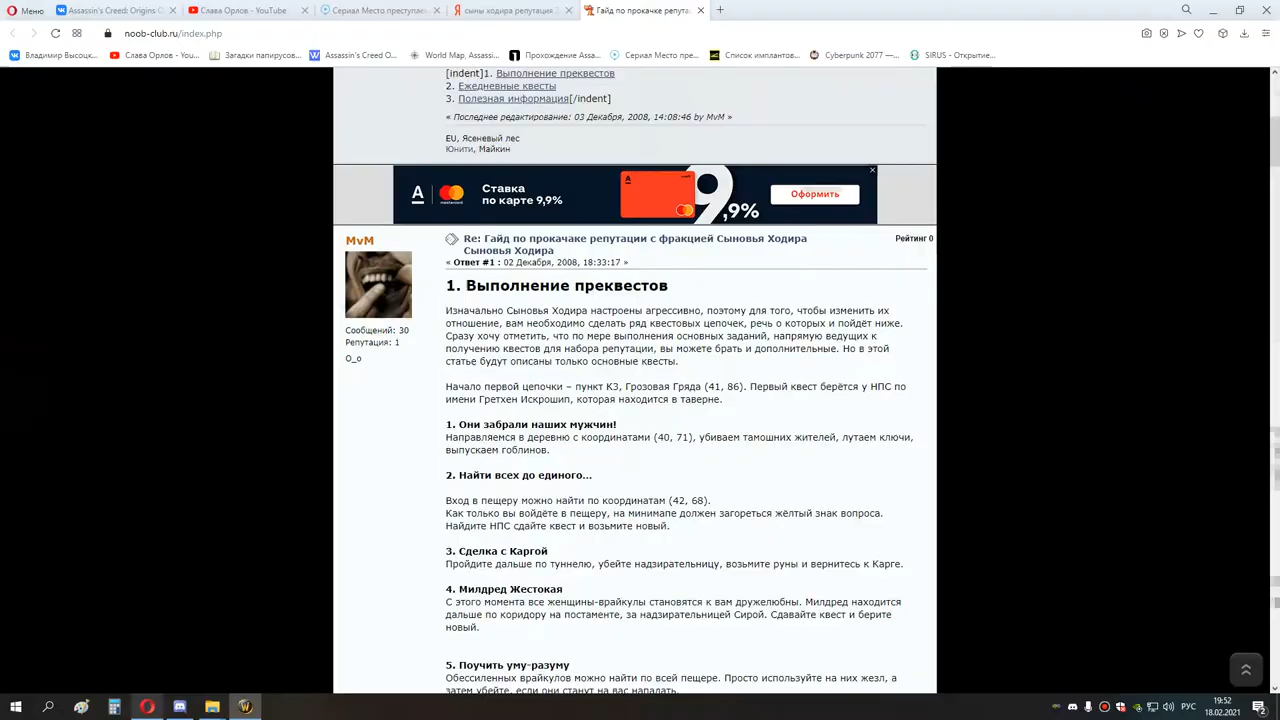 Меню
Assassin's Creed: Origins О
Слава Орлов - YouTube
Сериал Место преступле
сыны ходира репутация 3
Гайд по прокачке репута
noob-club.ru/index.php
Владимир Высоцк...
Слава Орлов - You...
Загадки папирусов...
Assassin's Creed O...
World Map, Assassi...
Прохождение Assa...
Сериал Место пре...
Список имплантов...
Cyberpunk 2077 —...
SIRUS - Открытие...
[indent]1. Выполнение преквестов
2. Ежедневные квесты
3. Полезная информация[/indent]
« Последнее редактирование: 03 Декабря, 2008, 14:08:46 by MvM »
EU, Ясеневый лес
Юнити, Майкин
А
mastercard
Ставка
по карте 9,9%
А
9,9%
Оформить
MvM
Re: Гайд по прокачаке репутации с фракцией Сыновья Ходира
Сыновья Ходира
Рейтинг 0
« Ответ #1 : 02 Декабря, 2008, 18:33:17 »
1. Выполнение преквестов
Сообщений: 30
Репутация: 1
O_o
Изначально Сыновья Ходира настроены агрессивно, поэтому для того, чтобы изменить их
отношение, вам необходимо сделать ряд квестовых цепочек, речь о которых и пойдёт ниже.
Сразу хочу отметить, что по мере выполнения основных заданий, напрямую ведущих к
получению квестов для набора репутации, вы можете брать и дополнительные. Но в этой
статье будут описаны только основные квесты.
Начало первой цепочки – пункт К3, Грозовая Гряда (41, 86). Первый квест берётся у НПС по
имени Гретхен Искрошип, которая находится в таверне.
1. Они забрали наших мужчин!
Направляемся в деревню с координатами (40, 71), убиваем тамошних жителей, лутаем ключи,
выпускаем гоблинов.
2. Найти всех до единого...
Вход в пещеру можно найти по координатам (42, 68).
Как только вы войдёте в пещеру, на минимапе должен загореться жёлтый знак вопроса.
Найдите НПС сдайте квест и возьмите новый.
3. Сделка с Каргой
Пройдите дальше по туннелю, убейте надзирательницу, возьмите руны и вернитесь к Карге.
4. Милдред Жестокая
С этого момента все женщины-врайкулы становятся к вам дружелюбны. Милдред находится
дальше по коридору на постаменте, за надзирательницей Сирой. Сдавайте квест и берите
новый.
5. Поучить уму-разуму
Обессиленных врайкулов можно найти по всей пещере. Просто используйте на них жезл, а
затем убейте, если они станут на вас нападать.
РУС
19:52
18.02.2021
2